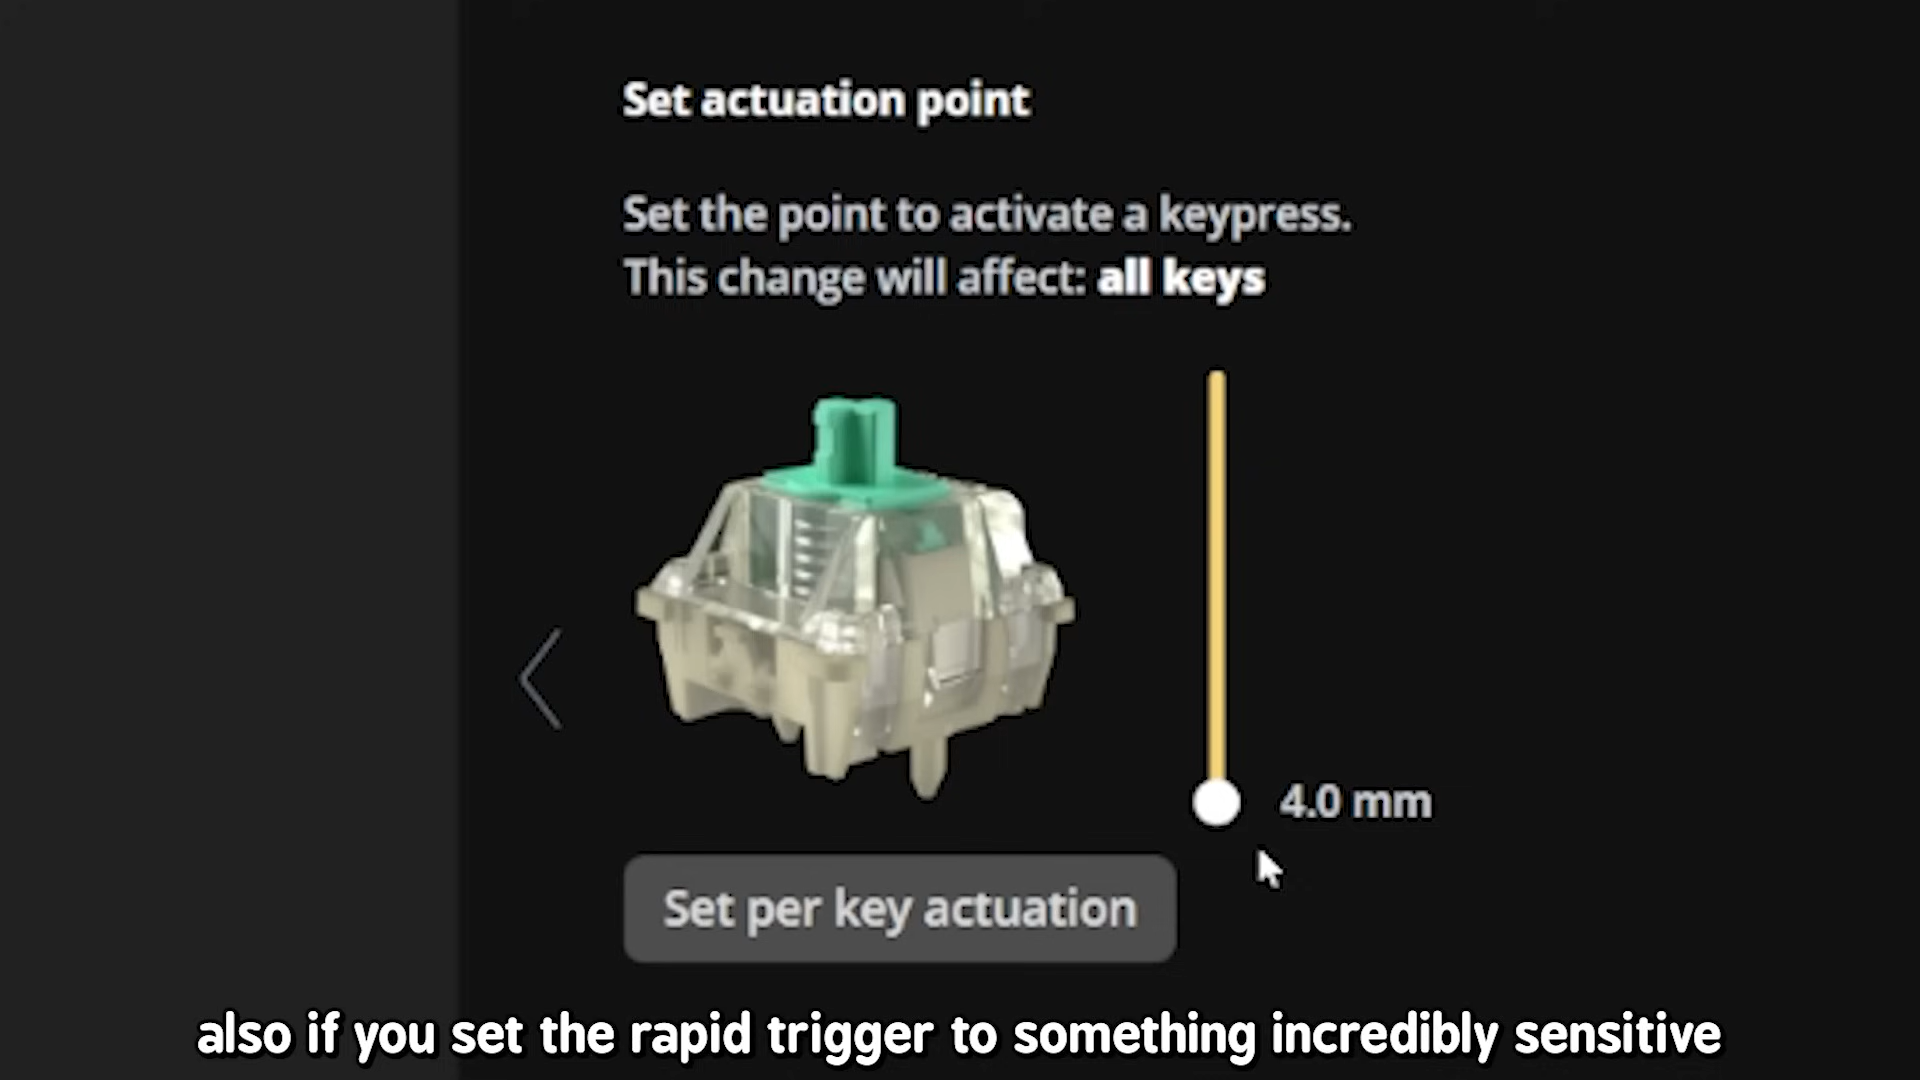 Set actuation point
Set the point to activate a keypress.
This change will affect: all keys
4.0 mm
Set per key actuation
also if you set the rapid trigger to something incredibly sensitive